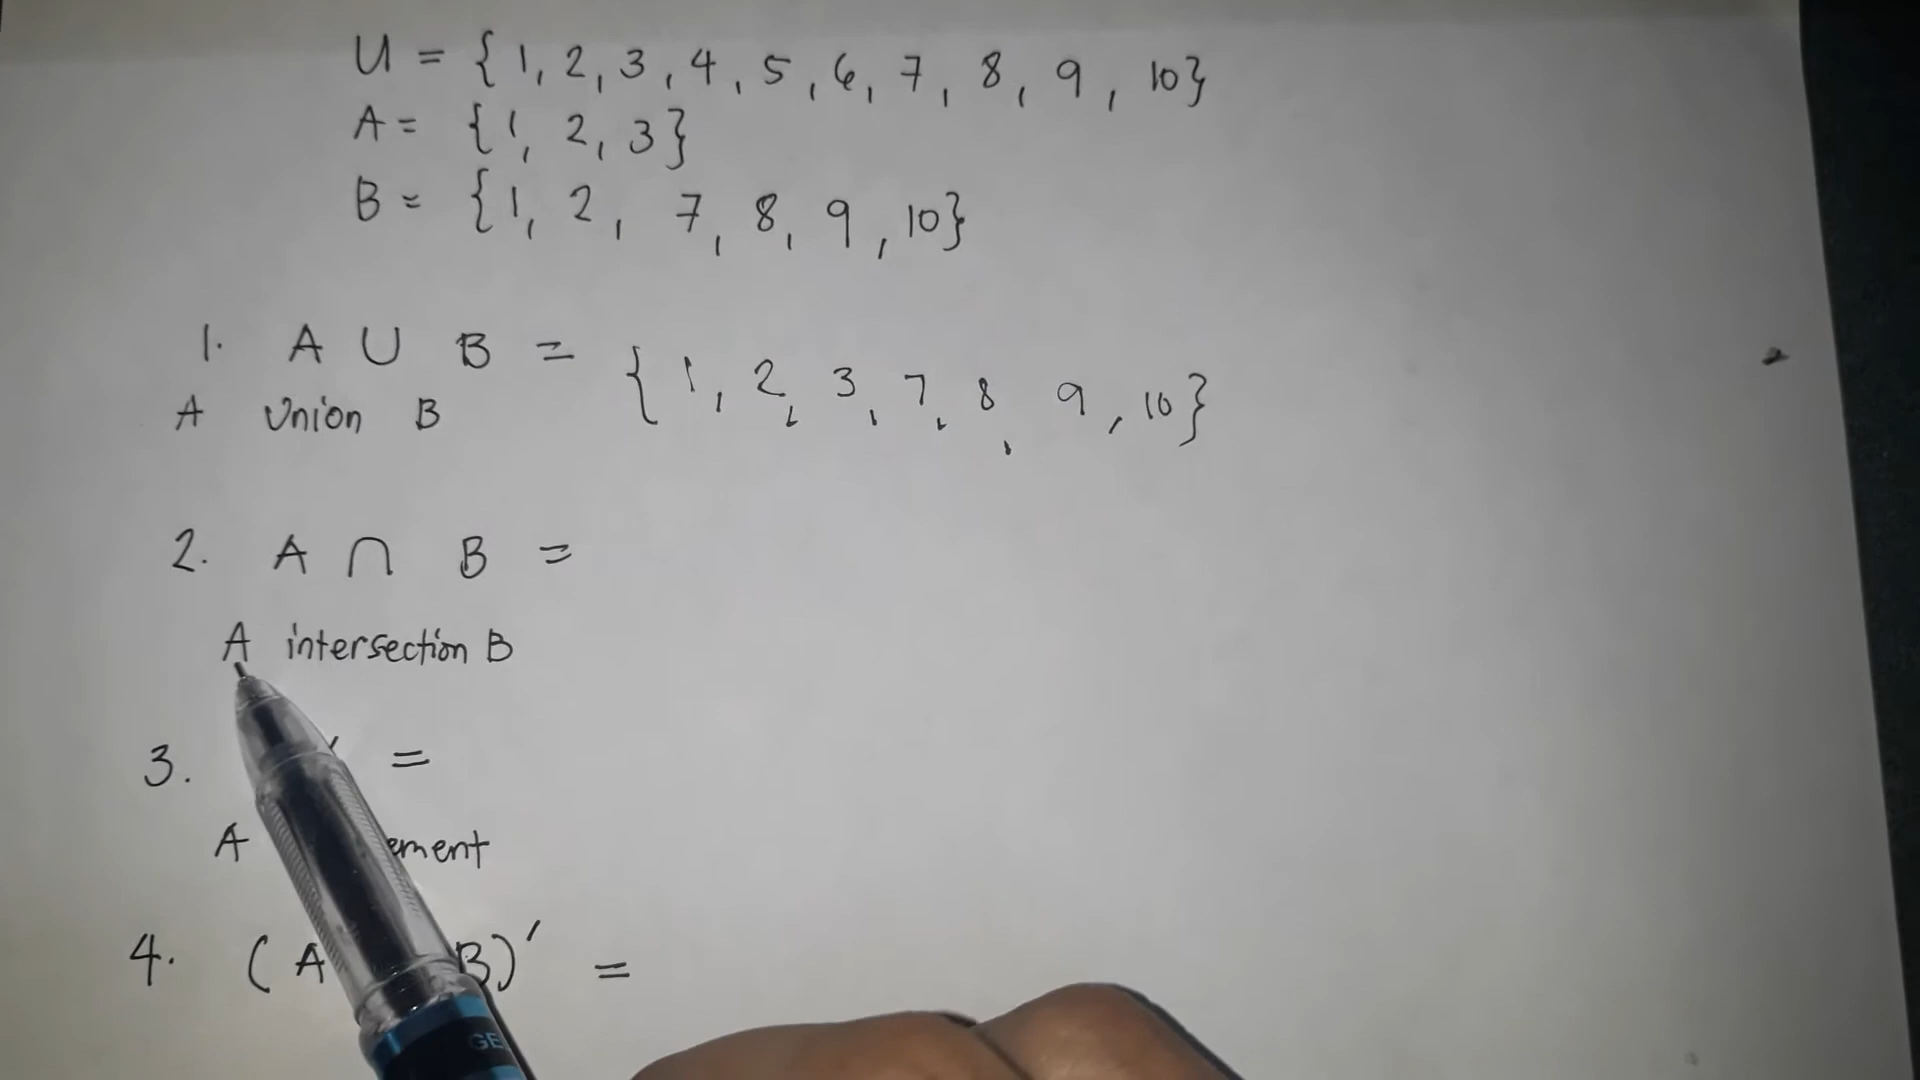 U = { 1, 2, 3, 4, 5, 6, 7, 8, 9, 10}
A = {1, 2, 3}
B = {1, 2, 7, 8, 9, 10}
1. A ∪ B = { 1, 2, 3, 7, 8, 9, 10}
A Union B
2. A ∩ B =
A intersection B
3. ' =
A ement
4. (A B)' =
GE